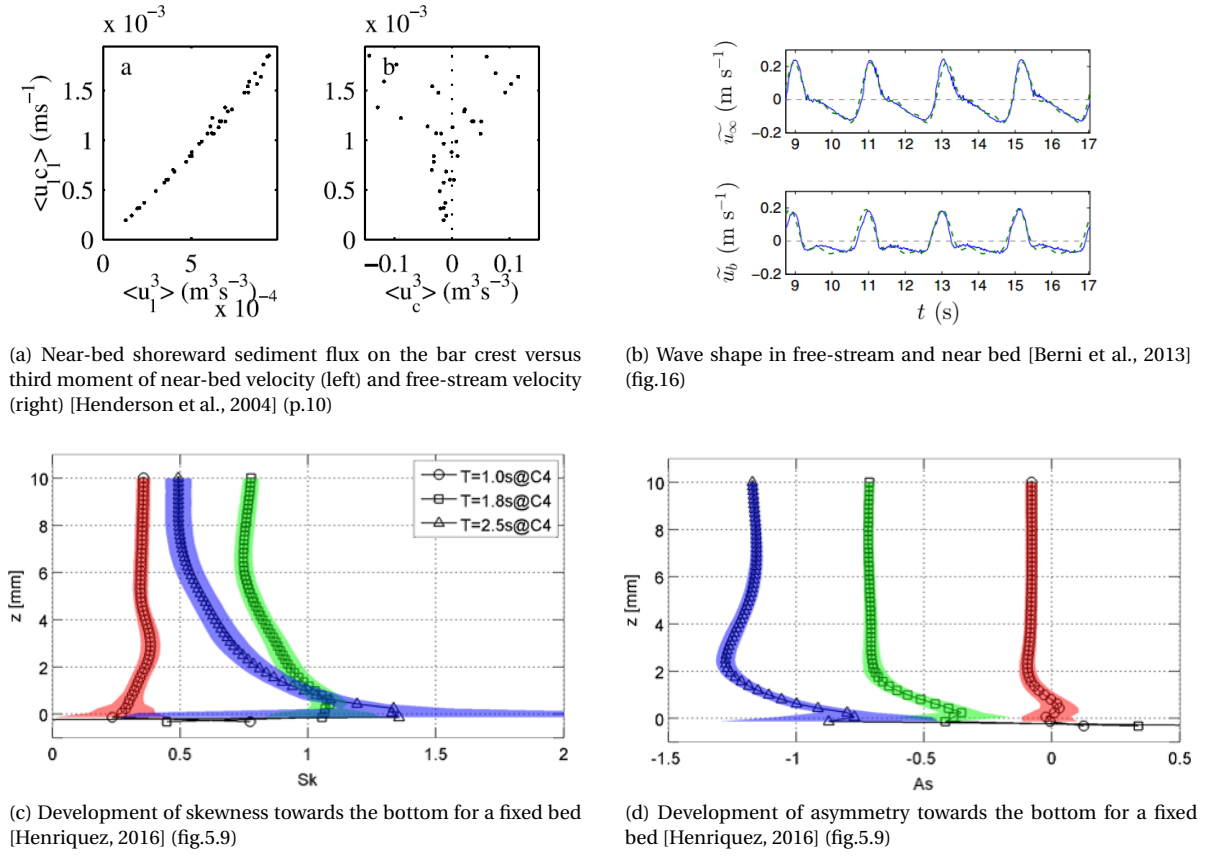 x 10⁻³
x 10⁻³
a
b
1.5
1
0.5
0
1.5
1
0.5
0
<u_l c_l> (ms⁻¹)
0
5
−0.1
0
0.1
<u_l^3> (m³s⁻³)
x 10⁻⁴
<u_c^3> (m³s⁻³)
0.2
0
-0.2
9 10 11 12 13 14 15 16 17
\widetilde{u_∞} (m s⁻¹)
0.2
0
-0.2
9 10 11 12 13 14 15 16 17
\widetilde{u}_b (m s⁻¹)
t (s)
(a) Near-bed shoreward sediment flux on the bar crest versus
third moment of near-bed velocity (left) and free-stream velocity
(right) [Henderson et al., 2004] (p.10)
(b) Wave shape in free-stream and near bed [Berni et al., 2013]
(fig.16)
10
8
6
4
2
0
z [mm]
T=1.0s@C4
T=1.8s@C4
T=2.5s@C4
0 0.5 1 1.5 2
Sk
10
8
6
4
2
0
z [mm]
-1.5 -1 -0.5 0 0.5
As
(c) Development of skewness towards the bottom for a fixed bed
[Henriquez, 2016] (fig.5.9)
(d) Development of asymmetry towards the bottom for a fixed
bed [Henriquez, 2016] (fig.5.9)